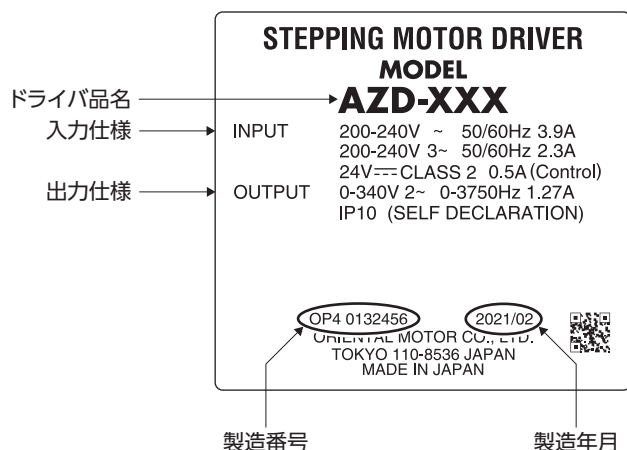 STEPPING MOTOR DRIVER
MODEL
ドライバ品名
AZD-XXX
入力仕様
INPUT
200-240V ~ 50/60Hz 3.9A
200-240V 3~ 50/60Hz 2.3A
24V⎓CLASS 2 0.5A (Control)
出力仕様
OUTPUT
0-340V 2~ 0-3750Hz 1.27A
IP10 (SELF DECLARATION)
OP4 0132456
2021/02
ORIENTAL MOTOR CO., LTD.
TOKYO 110-8536 JAPAN
MADE IN JAPAN
製造番号
製造年月